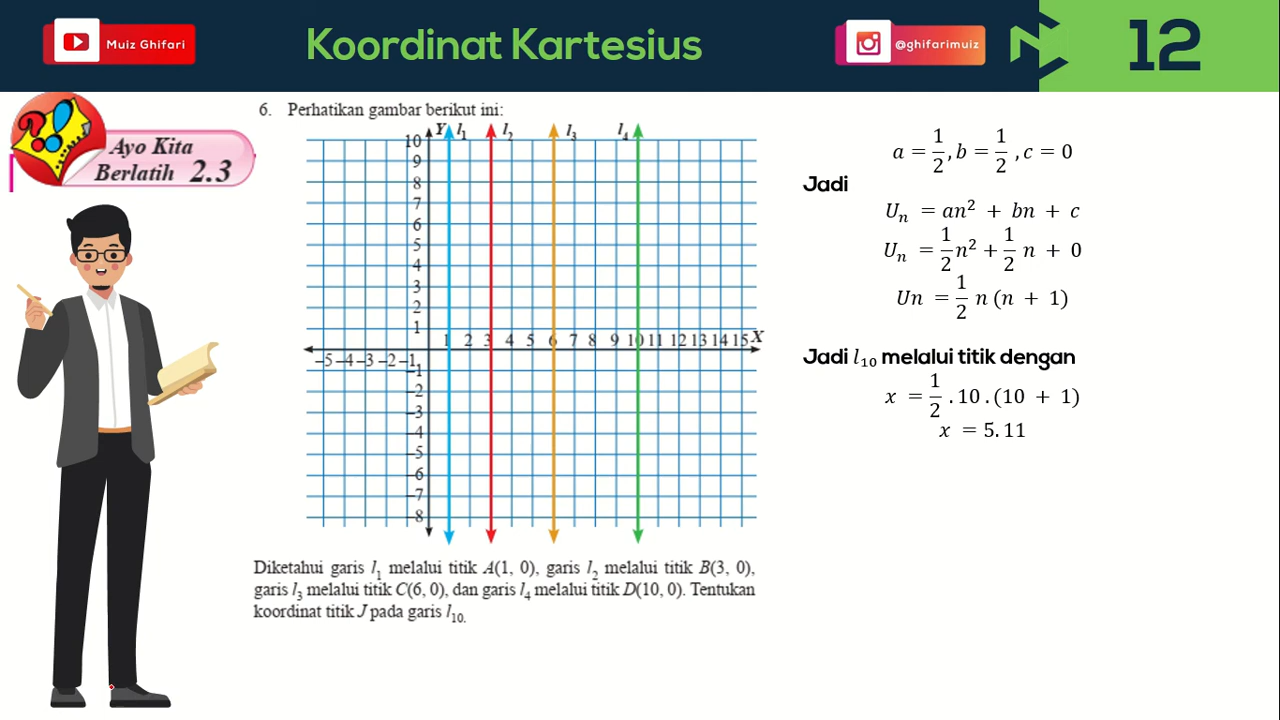 Muiz Ghifari
Koordinat Kartesius
@ghifarimuiz
12
Ayo Kita
Berlatih 2.3
6. Perhatikan gambar berikut ini:
Y l₁ l₂ l₃ l₄
10
9
8
7
6
5
4
3
2
1
1 2 3 4 5 6 7 8 9 10 11 12 13 14 15 X
–5 –4 –3 –2 –1
–1
–2
–3
–4
–5
–6
–7
8
Diketahui garis l₁ melalui titik A(1, 0), garis l₂ melalui titik B(3, 0),
garis l₃ melalui titik C(6, 0), dan garis l₄ melalui titik D(10, 0). Tentukan
koordinat titik J pada garis l₁₀.
a = 1/2, b = 1/2 , c = 0
Jadi
Uₙ = an² + bn + c
Uₙ = 1/2 n² + 1/2 n + 0
Un = 1/2 n (n + 1)
Jadi l₁₀ melalui titik dengan
x = 1/2 . 10 . (10 + 1)
x = 5. 11